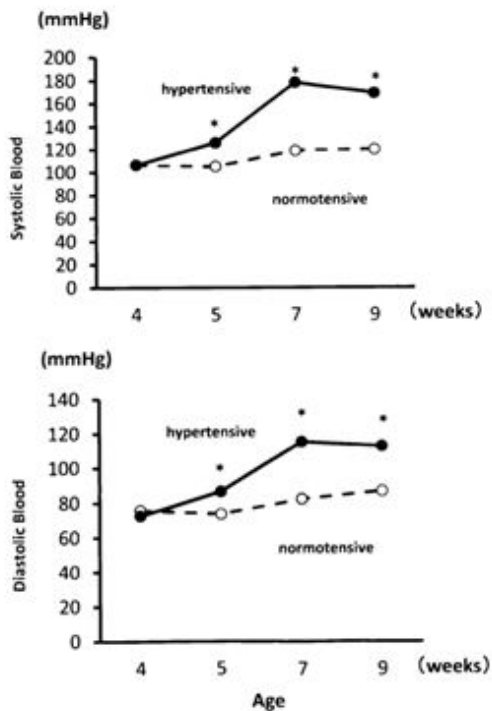 (mmHg)
200
180
160
140
120
100
80
60
40
20
0
Systolic Blood
hypertensive
*
*
*
normotensive
4 5 7 9 (weeks)
(mmHg)
140
120
100
80
60
40
20
0
Diastolic Blood
hypertensive
*
*
*
normotensive
4 5 7 9 (weeks)
Age